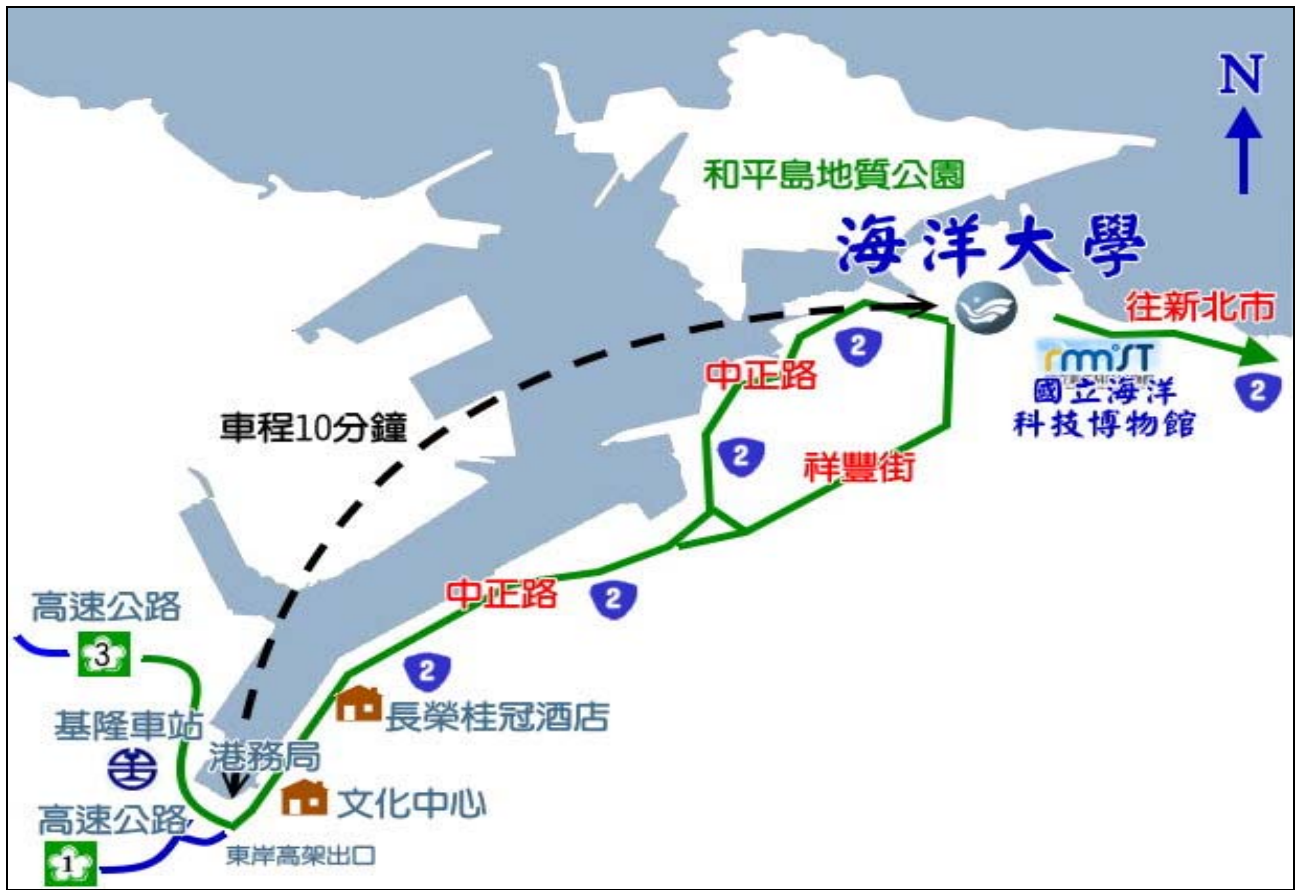 N
和平島地質公園
海洋大學
往新北市
2
rmmiST
2
中正路
國立海洋
科技博物館
車程10分鐘
2
祥豐街
中正路
2
高速公路
3
2
長榮桂冠酒店
基隆車站
港務局
文化中心
高速公路
1
東岸高架出口